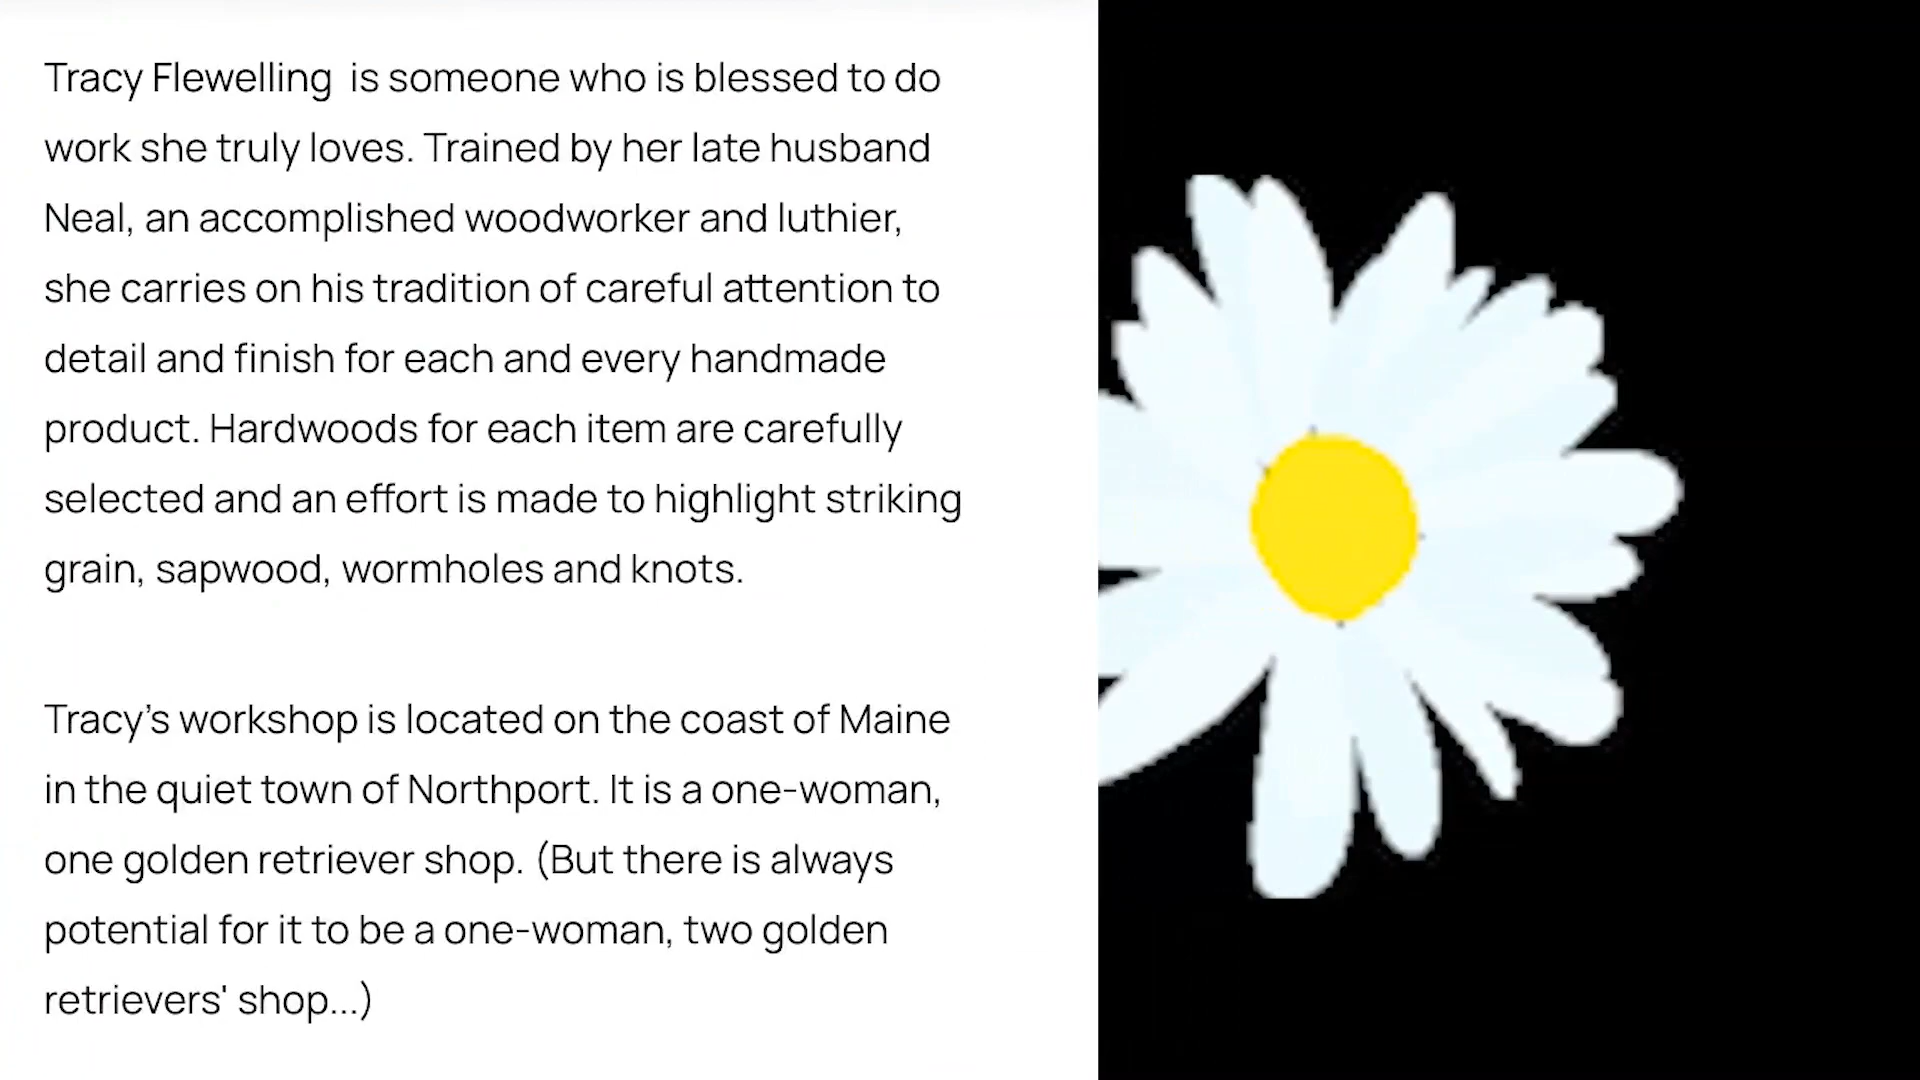 Tracy Flewelling is someone who is blessed to do
work she truly loves. Trained by her late husband
Neal, an accomplished woodworker and luthier,
she carries on his tradition of careful attention to
detail and finish for each and every handmade
product. Hardwoods for each item are carefully
selected and an effort is made to highlight striking
grain, sapwood, wormholes and knots.
Tracy’s workshop is located on the coast of Maine
in the quiet town of Northport. It is a one-woman,
one golden retriever shop. (But there is always
potential for it to be a one-woman, two golden
retrievers' shop...)